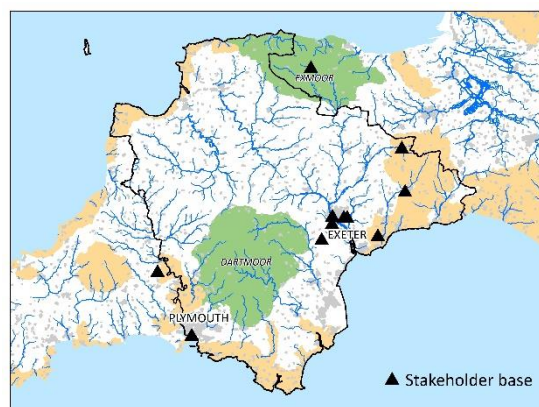 EXMOOR
EXETER
DARTMOOR
PLYMOUTH
Stakeholder base